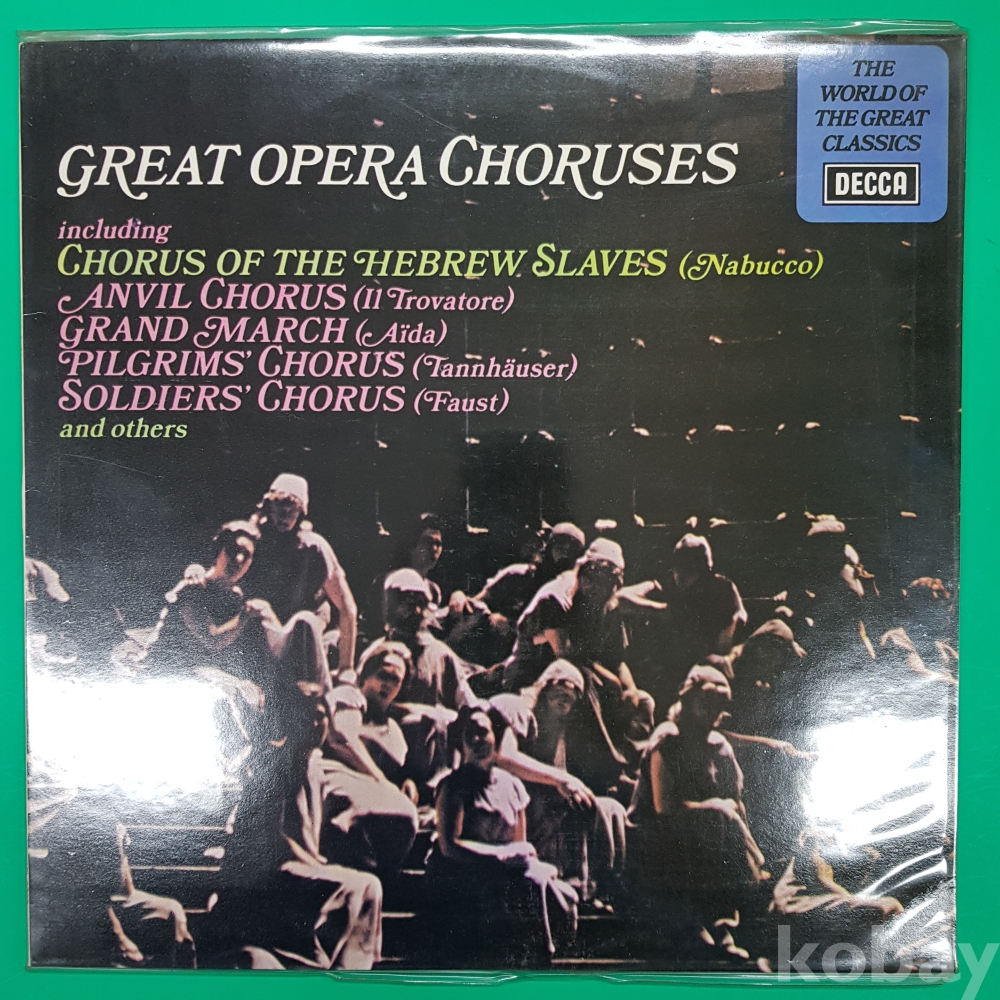 THE
WORLD OF
THE GREAT
CLASSICS
DECCA
GREAT OPERA CHORUSES
including
CHORUS OF THE HEBREW SLAVES (Nabucco)
ANVIL CHORUS (Il Trovatore)
GRAND MARCH (Aïda)
PILGRIMS' CHORUS (Tannhäuser)
SOLDIERS' CHORUS (Faust)
and others
kobay